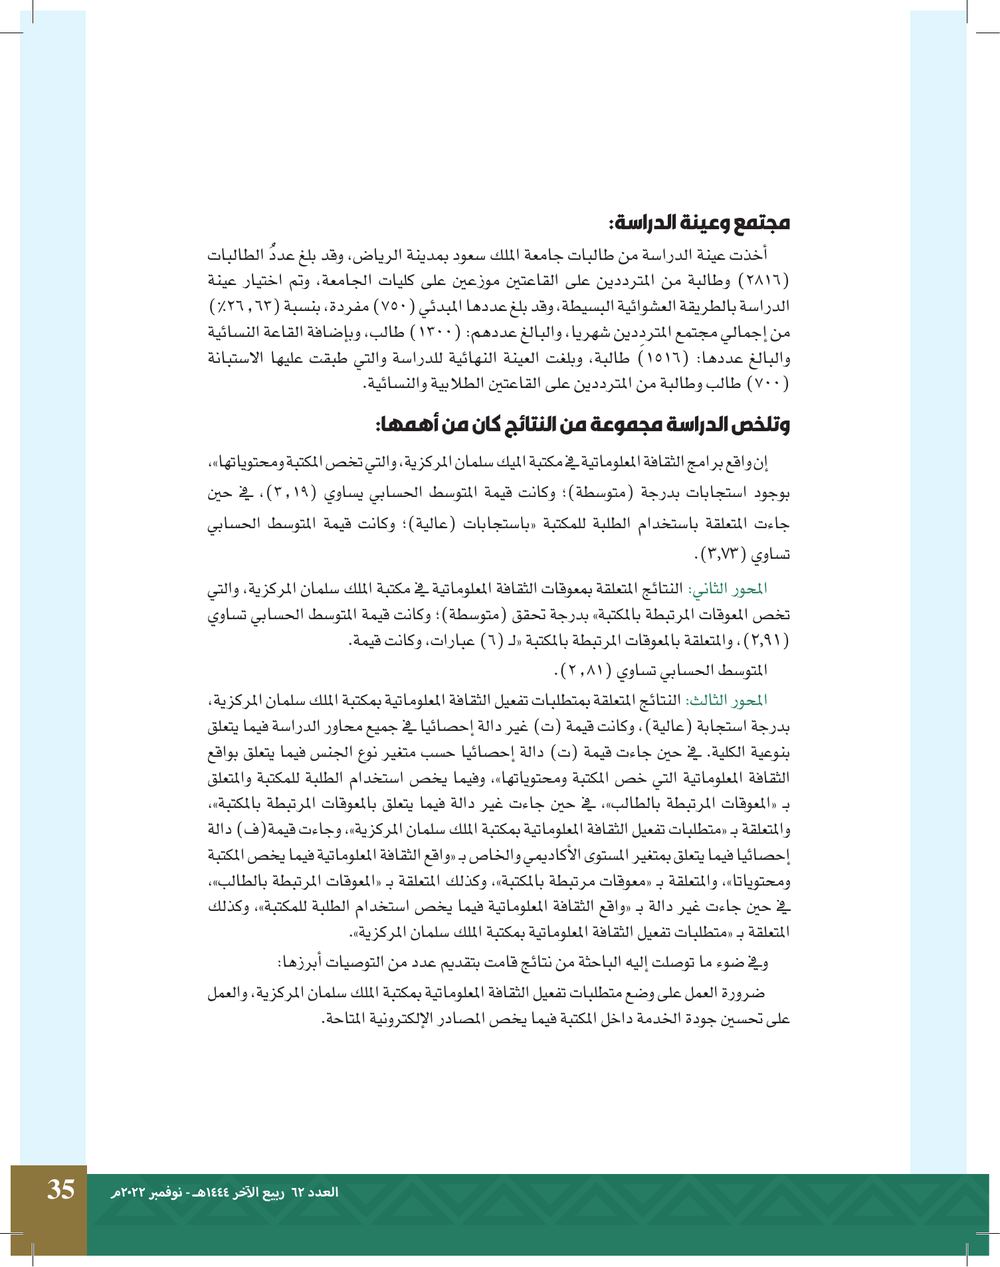 مجتمع وعينة الدراسة:
أخذت عينة الدراسة من طالبات جامعة الملك سعود بمدينة الرياض، وقد بلغ عددُ الطالبات
(٢٨١٦) وطالبة من المترددين على القاعتين موزعين على كليات الجامعة، وتم اختيار عينة
الدراسة بالطريقة العشوائية البسيطة، وقد بلغ عددها المبدئي (٧٥٠) مفردة، بنسبة (٢٦,٦٣٪)
من إجمالي مجتمع المترددين شهريا، والبالغ عددهم: (١٣٠٠) طالب، وبإضافة القاعة النسائية
والبالغ عددها: (١٥١٦) طالبة، وبلغت العينة النهائية للدراسة والتي طبقت عليها الاستبانة
(٧٠٠) طالب وطالبة من المترددين على القاعتين الطلابية والنسائية.
وتلخص الدراسة مجموعة من النتائج كان من أهمها:
إن واقع برامج الثقافة المعلوماتية في مكتبة الميك سلمان المركزية، والتي تخص المكتبة ومحتوياتها»،
بوجود استجابات بدرجة (متوسطة)؛ وكانت قيمة المتوسط الحسابي يساوي (٣,١٩)، في حين
جاءت المتعلقة باستخدام الطلبة للمكتبة «باستجابات (عالية)؛ وكانت قيمة المتوسط الحسابي
تساوي (٣,٧٣).
المحور الثاني: النتائج المتعلقة بمعوقات الثقافة المعلوماتية في مكتبة الملك سلمان المركزية، والتي
تخص المعوقات المرتبطة بالمكتبة» بدرجة تحقق (متوسطة)؛ وكانت قيمة المتوسط الحسابي تساوي
(٢,٩١)، والمتعلقة بالمعوقات المرتبطة بالمكتبة «لـ (٦) عبارات، وكانت قيمة.
المتوسط الحسابي تساوي (٢,٨١).
المحور الثالث: النتائج المتعلقة بمتطلبات تفعيل الثقافة المعلوماتية بمكتبة الملك سلمان المركزية،
بدرجة استجابة (عالية)، وكانت قيمة (ت) غير دالة إحصائيا في جميع محاور الدراسة فيما يتعلق
بنوعية الكلية. في حين جاءت قيمة (ت) دالة إحصائيا حسب متغير نوع الجنس فيما يتعلق بواقع
الثقافة المعلوماتية التي خص المكتبة ومحتوياتها»، وفيما يخص استخدام الطلبة للمكتبة والمتعلق
بـ «المعوقات المرتبطة بالطالب»، في حين جاءت غير دالة فيما يتعلق بالمعوقات المرتبطة بالمكتبة»،
والمتعلقة بـ «متطلبات تفعيل الثقافة المعلوماتية بمكتبة الملك سلمان المركزية»، وجاءت قيمة(ف) دالة
إحصائيا فيما يتعلق بمتغير المستوى الأكاديمي والخاص بـ «واقع الثقافة المعلوماتية فيما يخص المكتبة
ومحتوياتا»، والمتعلقة بـ «معوقات مرتبطة بالمكتبة»، وكذلك المتعلقة بـ «المعوقات المرتبطة بالطالب»،
في حين جاءت غير دالة بـ «واقع الثقافة المعلوماتية فيما يخص استخدام الطلبة للمكتبة»، وكذلك
المتعلقة بـ «متطلبات تفعيل الثقافة المعلوماتية بمكتبة الملك سلمان المركزية».
وفي ضوء ما توصلت إليه الباحثة من نتائج قامت بتقديم عدد من التوصيات أبرزها:
ضرورة العمل على وضع متطلبات تفعيل الثقافة المعلوماتية بمكتبة الملك سلمان المركزية، والعمل
على تحسين جودة الخدمة داخل المكتبة فيما يخص المصادر الإلكترونية المتاحة.
العدد ٦٢ ربيع الآخر ١٤٤٤هـ - نوفمبر ٢٠٢٢م
35